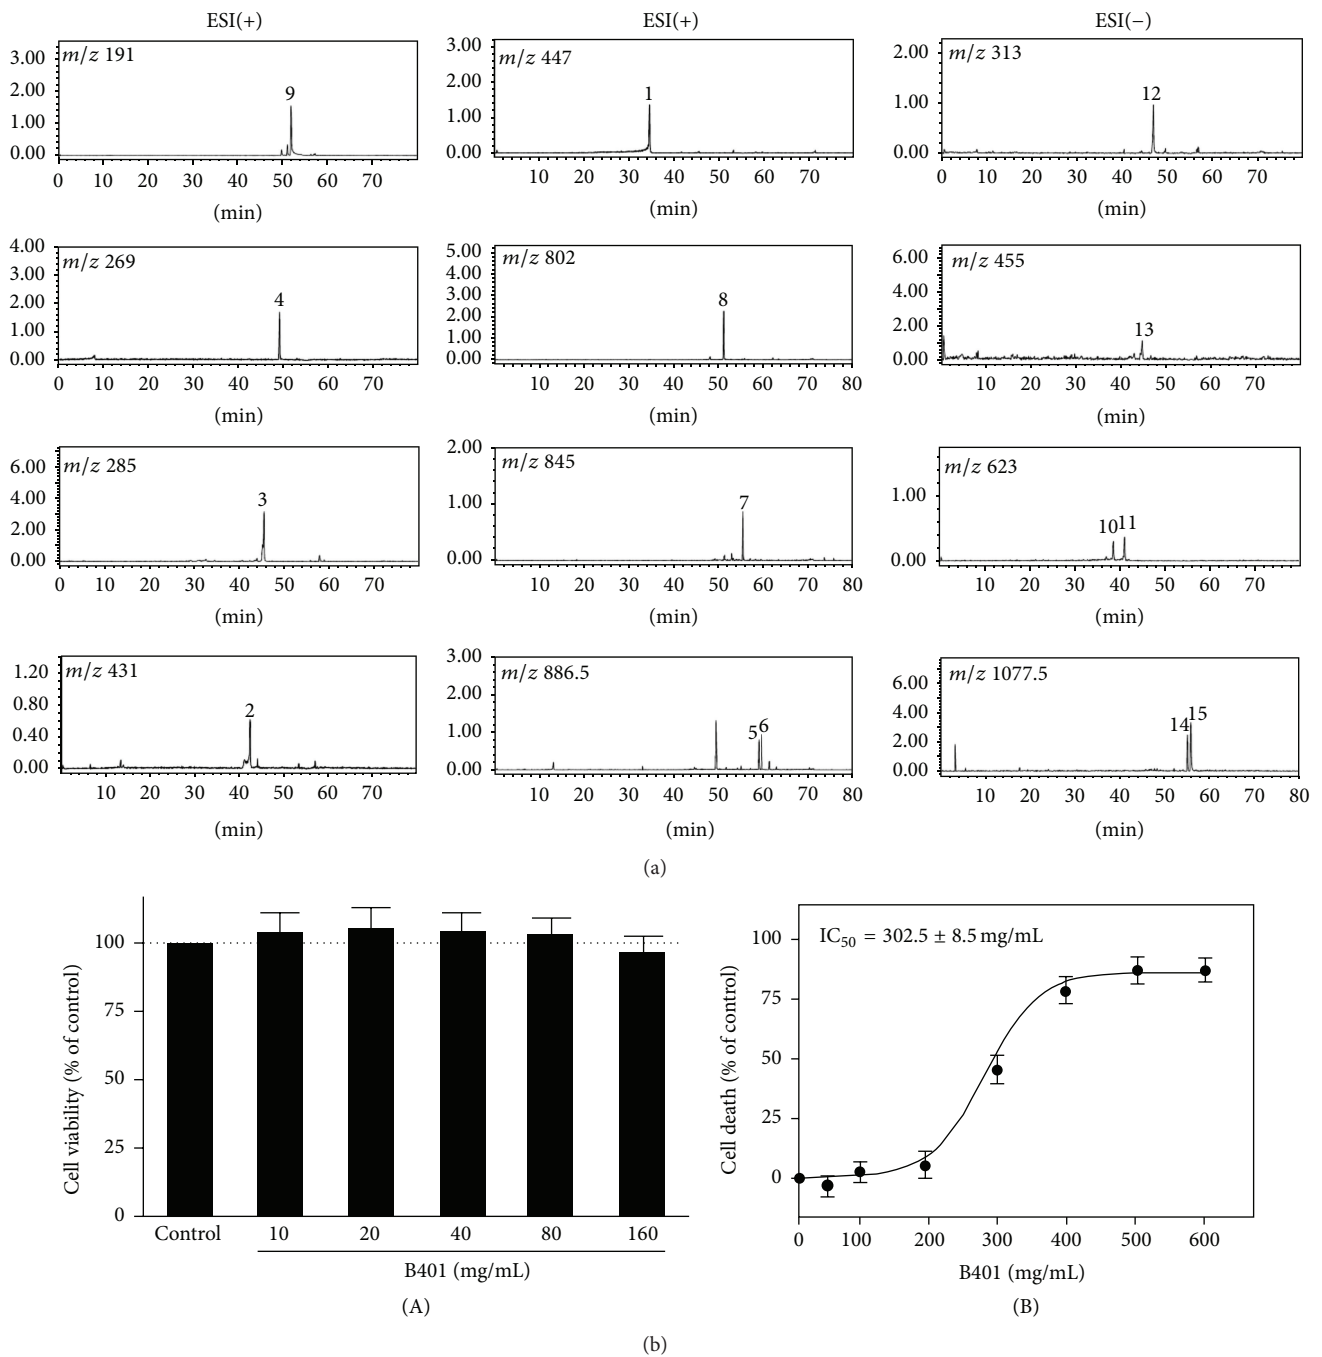 ESI(+) ESI(+) ESI(−)
m/z 191
3.00
2.00
1.00
0.00
9
0 10 20 30 40 50 60 70
(min)
m/z 447
3.00
2.00
1.00
0.00
1
10 20 30 40 50 60 70
(min)
m/z 313
2.00
1.00
0.00
12
10 20 30 40 50 60 70
(min)
m/z 269
4.00
3.00
2.00
1.00
0.00
4
0 10 20 30 40 50 60 70
(min)
m/z 802
5.00
4.00
3.00
2.00
1.00
0.00
8
10 20 30 40 50 60 70 80
(min)
m/z 455
6.00
4.00
2.00
0.00
13
10 20 30 40 50 60 70
(min)
m/z 285
6.00
4.00
2.00
0.00
3
0 10 20 30 40 50 60 70
(min)
m/z 845
2.00
1.00
0.00
7
10 20 30 40 50 60 70 80
(min)
m/z 623
1.00
0.00
10 11
10 20 30 40 50 60 70
(min)
m/z 431
1.20
0.80
0.40
0.00
2
0 10 20 30 40 50 60 70
(min)
m/z 886.5
3.00
2.00
1.00
0.00
5 6
10 20 30 40 50 60 70 80
(min)
m/z 1077.5
6.00
4.00
2.00
0.00
14 15
10 20 30 40 50 60 70 80
(min)
(a)
Cell viability (% of control)
100
75
50
25
0
Control 10 20 40 80 160
B401 (mg/mL)
(A)
Cell death (% of control)
IC50 = 302.5 ± 8.5 mg/mL
100
75
50
25
0
0 100 200 300 400 500 600
B401 (mg/mL)
(B)
(b)